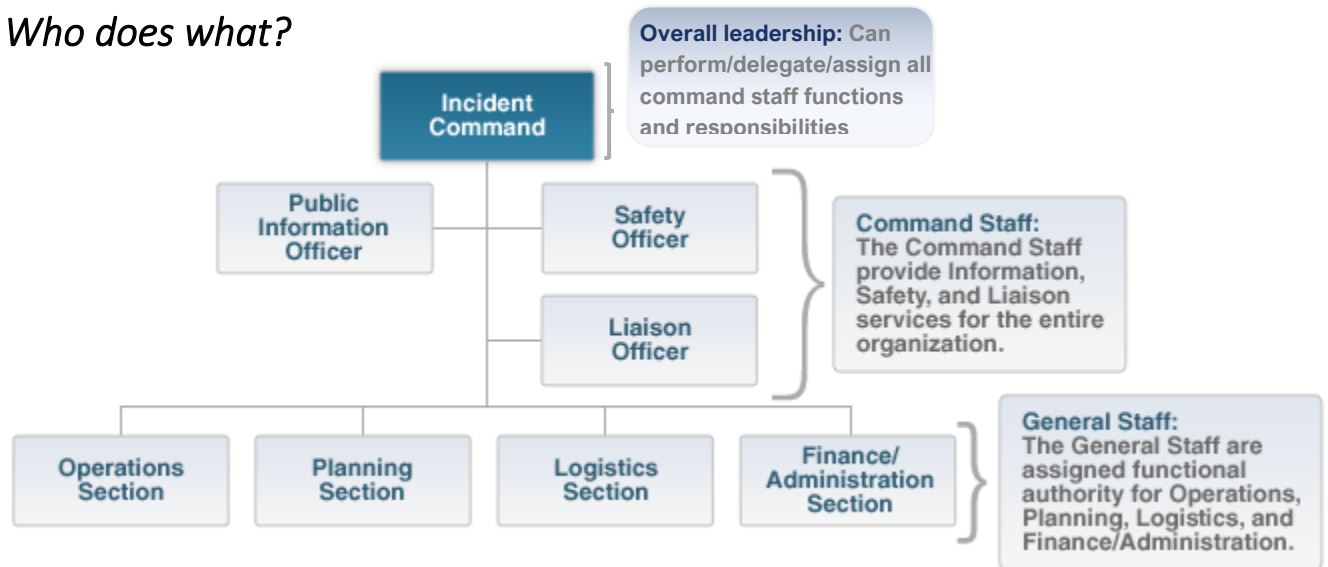 Who does what?
Overall leadership: Can
perform/delegate/assign all
command staff functions
and responsibilities
Incident
Command
Public
Information
Officer
Safety
Officer
Command Staff:
The Command Staff
provide Information,
Safety, and Liaison
services for the entire
organization.
Liaison
Officer
Operations
Section
Planning
Section
Logistics
Section
Finance/
Administration
Section
General Staff:
The General Staff are
assigned functional
authority for Operations,
Planning, Logistics, and
Finance/Administration.